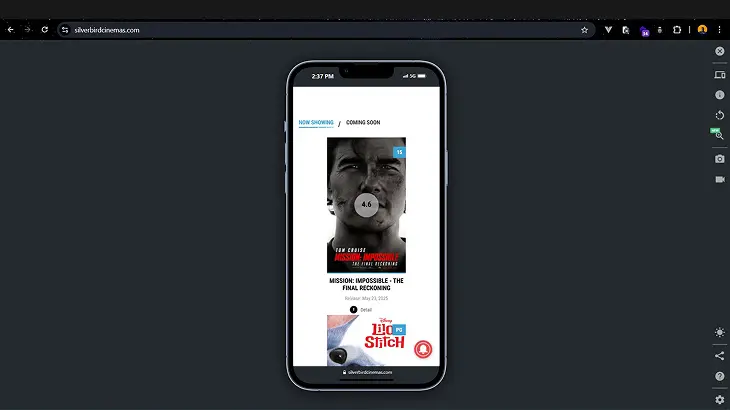 silverbirdcinemas.com
24
2:37 PM
5G
NOW SHOWING / COMING SOON
15
4.6
TOM CRUISE
MISSION: IMPOSSIBLE
THE FINAL RECKONING
MISSION: IMPOSSIBLE - THE
FINAL RECKONING
Release: May 23, 2025
Detail
Disney
PG
Lilo
STITCH
silverbirdcinemas.com